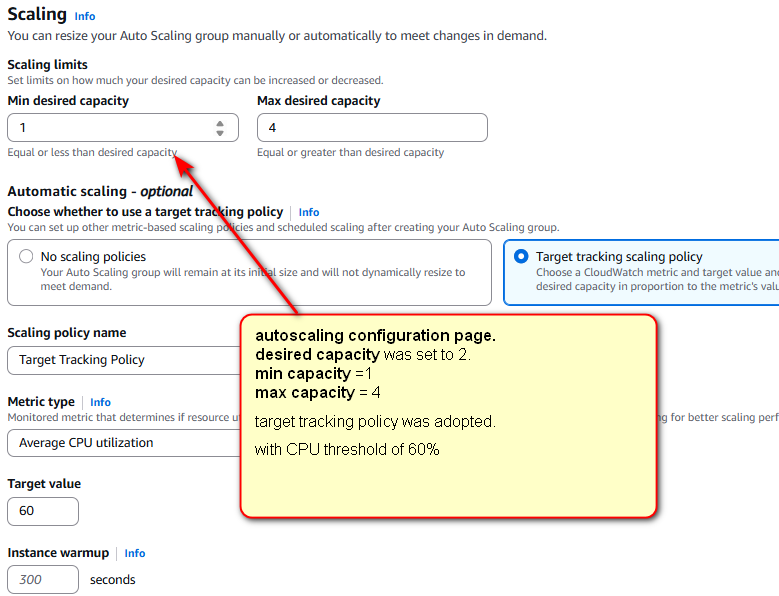 Scaling Info
You can resize your Auto Scaling group manually or automatically to meet changes in demand.
Scaling limits
Set limits on how much your desired capacity can be increased or decreased.
Min desired capacity Max desired capacity
1 4
Equal or less than desired capacity Equal or greater than desired capacity
Automatic scaling - optional
Choose whether to use a target tracking policy Info
You can set up other metric-based scaling policies and scheduled scaling after creating your Auto Scaling group.
No scaling policies Target tracking scaling policy
Your Auto Scaling group will remain at its initial size and will not dynamically resize to Choose a CloudWatch metric and target value and
meet demand. desired capacity in proportion to the metric's valu
Scaling policy name
Target Tracking Policy
autoscaling configuration page.
desired capacity was set to 2.
min capacity =1
max capacity = 4
target tracking policy was adopted.
with CPU threshold of 60%
Metric type Info
Monitored metric that determines if resource ut ng for better scaling perf
Average CPU utilization
Target value
60
Instance warmup Info
300 seconds